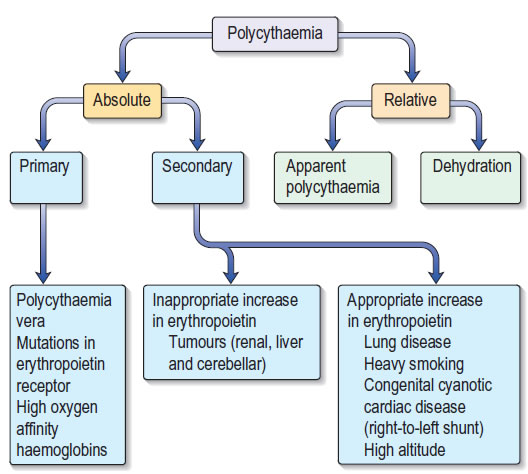 Polycythaemia
Absolute
Relative
Primary
Secondary
Apparent
polycythaemia
Dehydration
Polycythaemia
vera
Mutations in
erythropoietin
receptor
High oxygen
affinity
haemoglobins
Inappropriate increase
in erythropoietin
Tumours (renal, liver
and cerebellar)
Appropriate increase
in erythropoietin
Lung disease
Heavy smoking
Congenital cyanotic
cardiac disease
(right-to-left shunt)
High altitude